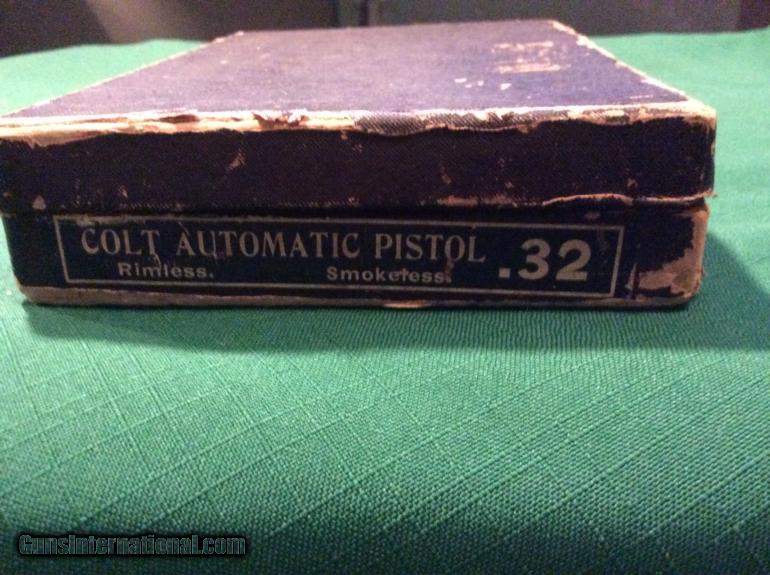 COLT AUTOMATIC PISTOL .32
Rimless. Smokeless.
GunsInternational.com